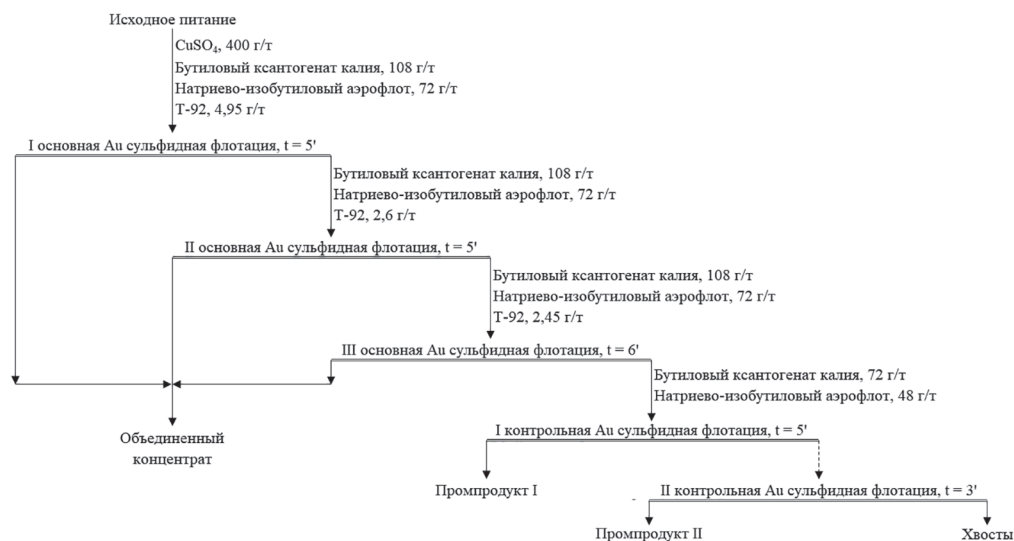 Исходное питание
CuSO₄, 400 г/т
Бутиловый ксантогенат калия, 108 г/т
Натриево-изобутиловый аэрофлот, 72 г/т
Т-92, 4,95 г/т
I основная Au сульфидная флотация, t = 5'
Бутиловый ксантогенат калия, 108 г/т
Натриево-изобутиловый аэрофлот, 72 г/т
Т-92, 2,6 г/т
II основная Au сульфидная флотация, t = 5'
Бутиловый ксантогенат калия, 108 г/т
Натриево-изобутиловый аэрофлот, 72 г/т
Т-92, 2,45 г/т
III основная Au сульфидная флотация, t = 6'
Бутиловый ксантогенат калия, 72 г/т
Натриево-изобутиловый аэрофлот, 48 г/т
I контрольная Au сульфидная флотация, t = 5'
Объединенный
концентрат
Промпродукт I
II контрольная Au сульфидная флотация, t = 3'
Промпродукт II
Хвосты